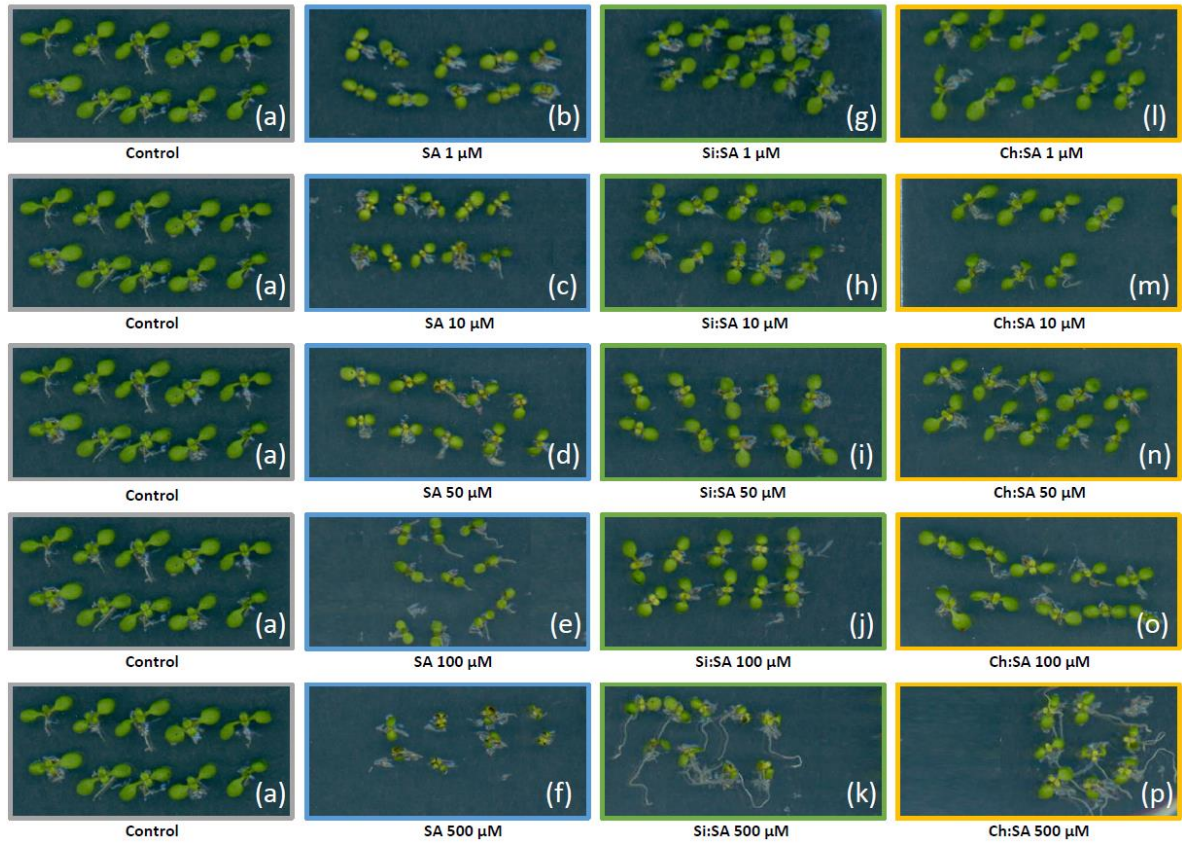 (a) (b) (g) (l)
Control SA 1 µM Si:SA 1 µM Ch:SA 1 µM
(a) (c) (h) (m)
Control SA 10 µM Si:SA 10 µM Ch:SA 10 µM
(a) (d) (i) (n)
Control SA 50 µM Si:SA 50 µM Ch:SA 50 µM
(a) (e) (j) (o)
Control SA 100 µM Si:SA 100 µM Ch:SA 100 µM
(a) (f) (k) (p)
Control SA 500 µM Si:SA 500 µM Ch:SA 500 µM